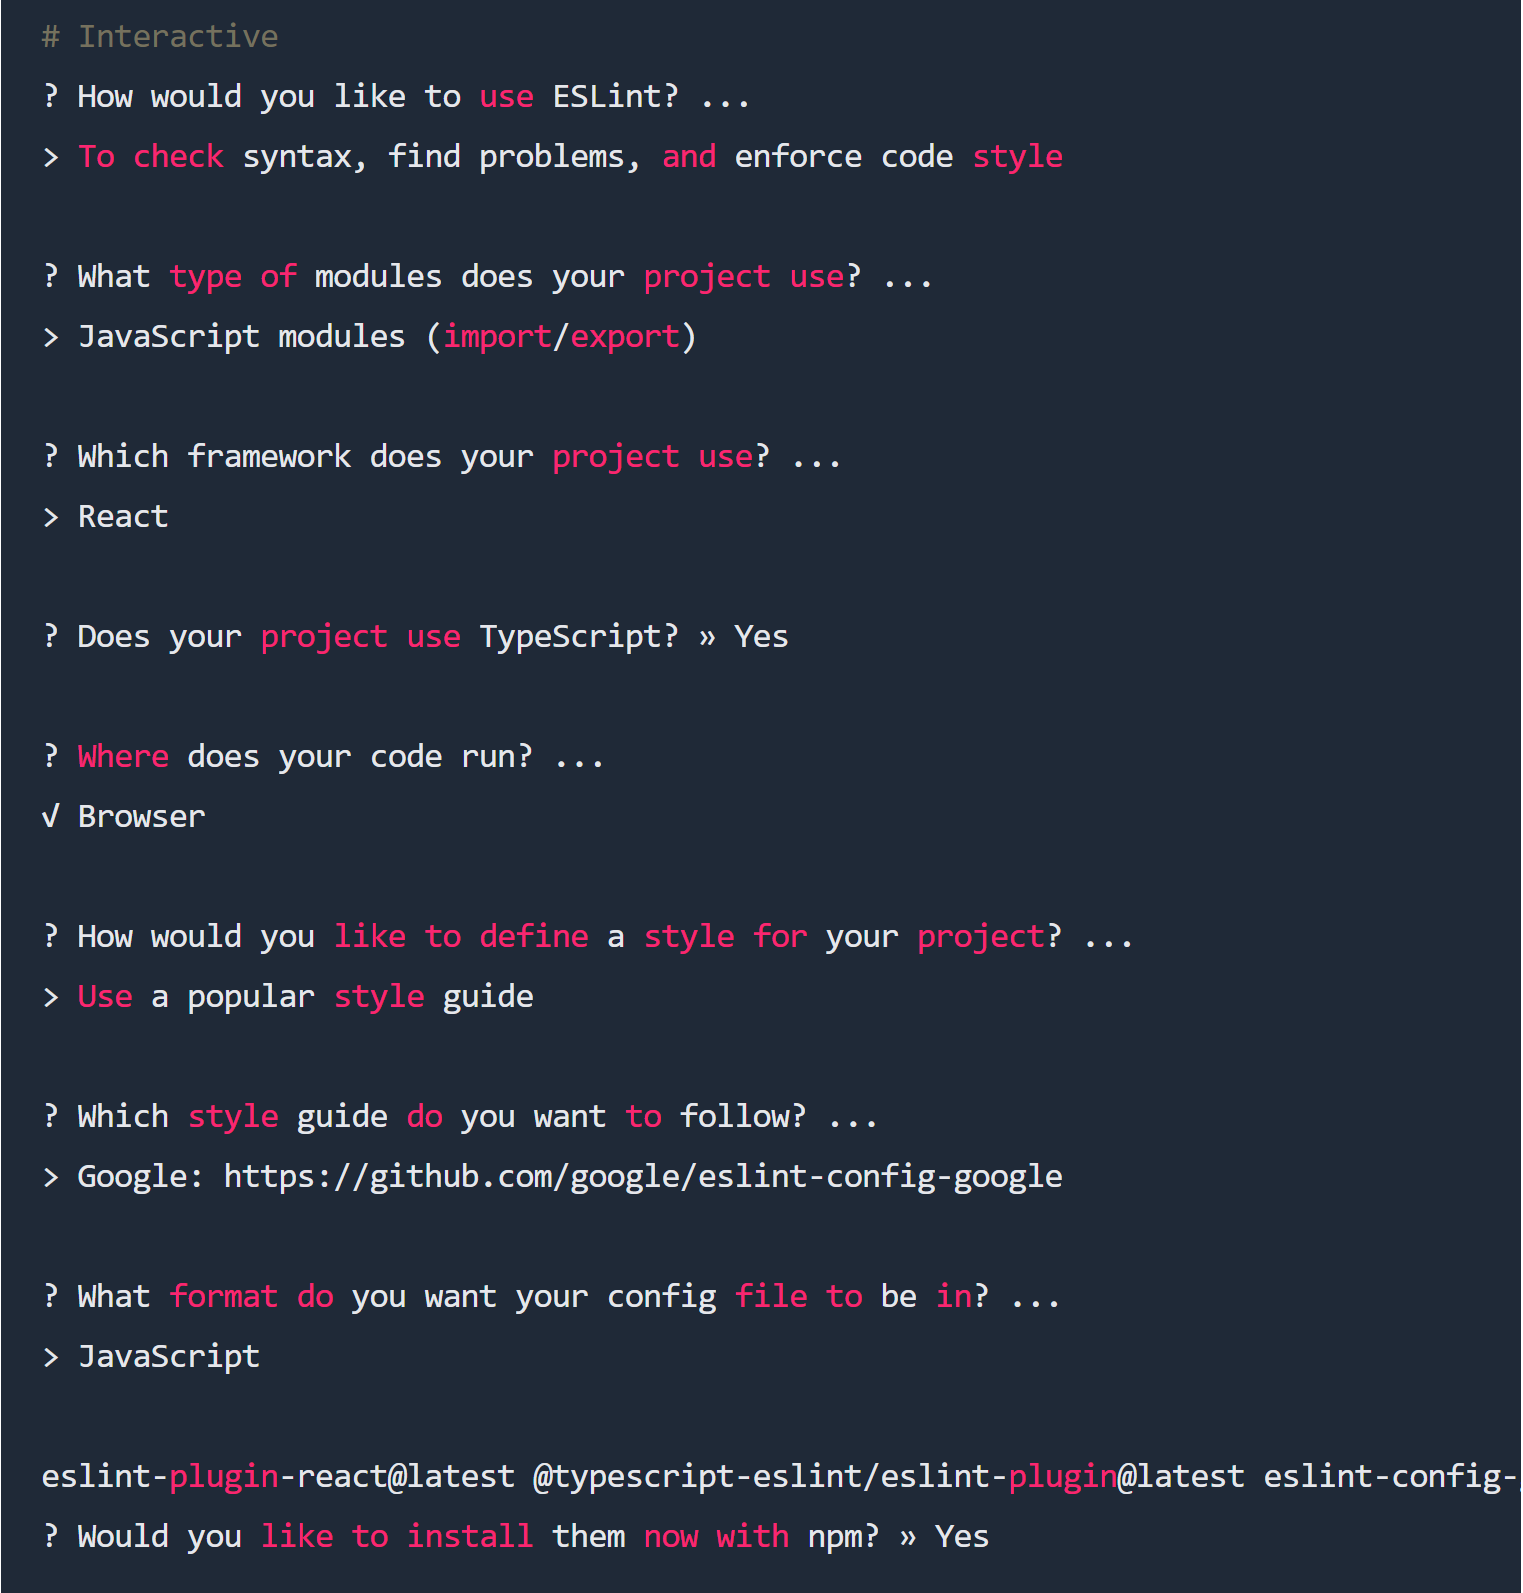 # Interactive
? How would you like to use ESLint? ...
> To check syntax, find problems, and enforce code style
? What type of modules does your project use? ...
> JavaScript modules (import/export)
? Which framework does your project use? ...
> React
? Does your project use TypeScript? » Yes
? Where does your code run? ...
√ Browser
? How would you like to define a style for your project? ...
> Use a popular style guide
? Which style guide do you want to follow? ...
> Google: https://github.com/google/eslint-config-google
? What format do you want your config file to be in? ...
> JavaScript
eslint-plugin-react@latest @typescript-eslint/eslint-plugin@latest eslint-config-
? Would you like to install them now with npm? » Yes